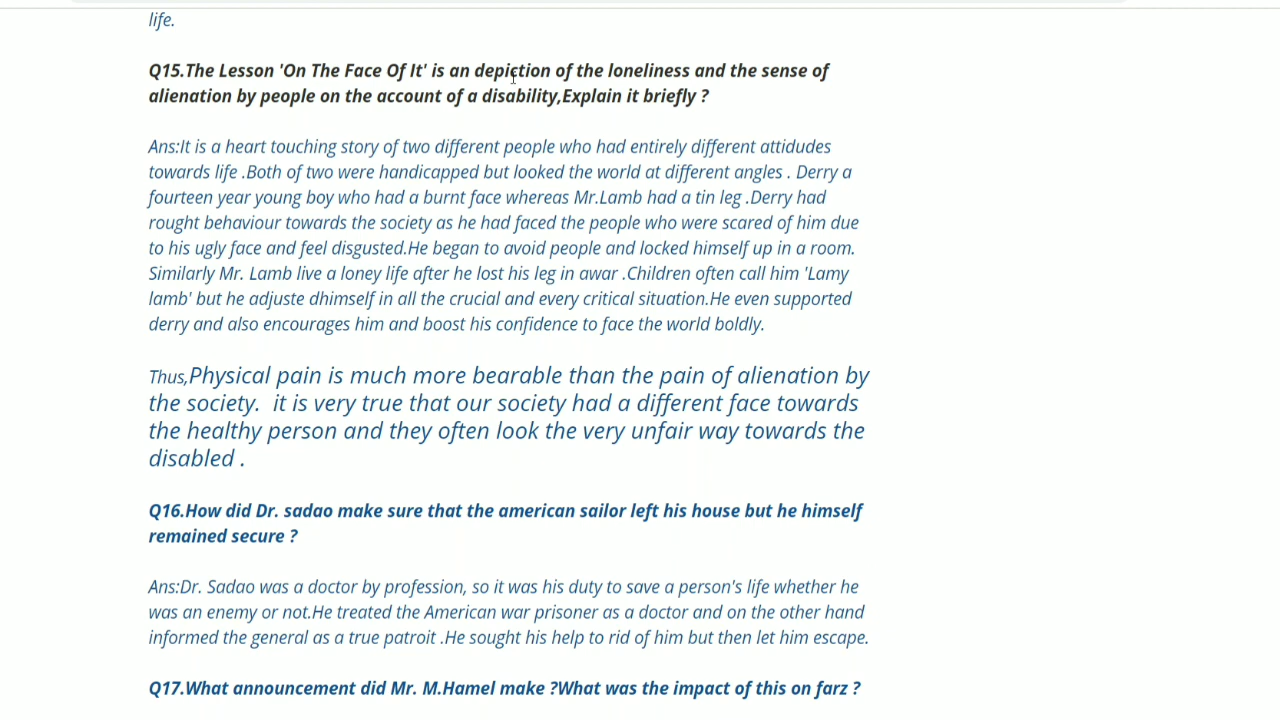 life.
Q15.The Lesson 'On The Face Of It' is an depiction of the loneliness and the sense of
alienation by people on the account of a disability,Explain it briefly ?
Ans:It is a heart touching story of two different people who had entirely different attidudes
towards life .Both of two were handicapped but looked the world at different angles . Derry a
fourteen year young boy who had a burnt face whereas Mr.Lamb had a tin leg .Derry had
rought behaviour towards the society as he had faced the people who were scared of him due
to his ugly face and feel disgusted.He began to avoid people and locked himself up in a room.
Similarly Mr. Lamb live a loney life after he lost his leg in awar .Children often call him 'Lamy
lamb' but he adjuste dhimself in all the crucial and every critical situation.He even supported
derry and also encourages him and boost his confidence to face the world boldly.
Thus,Physical pain is much more bearable than the pain of alienation by
the society.  it is very true that our society had a different face towards
the healthy person and they often look the very unfair way towards the
disabled .
Q16.How did Dr. sadao make sure that the american sailor left his house but he himself
remained secure ?
Ans:Dr. Sadao was a doctor by profession, so it was his duty to save a person's life whether he
was an enemy or not.He treated the American war prisoner as a doctor and on the other hand
informed the general as a true patroit .He sought his help to rid of him but then let him escape.
Q17.What announcement did Mr. M.Hamel make ?What was the impact of this on farz ?